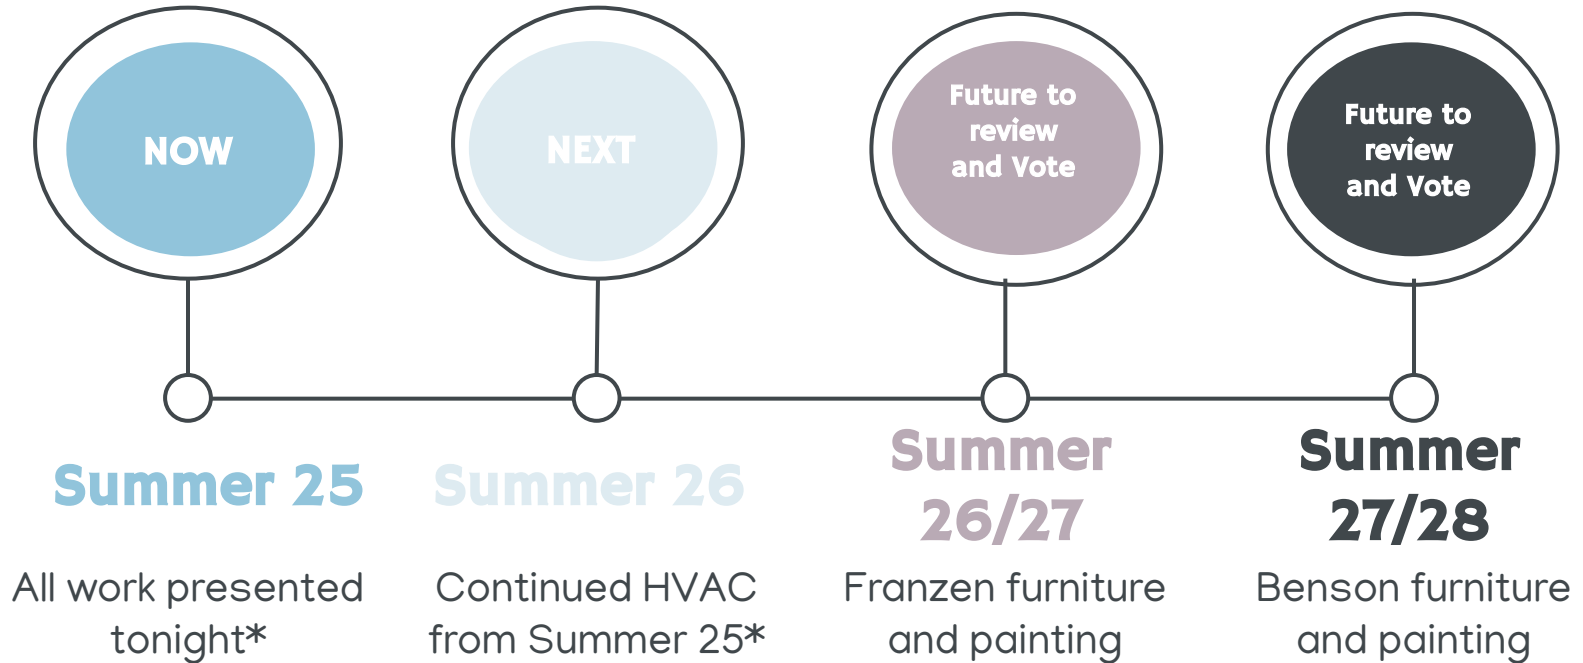 NOW
NEXT
Future to
review
and Vote
Future to
review
and Vote
Summer 25
Summer 26
Summer
26/27
Summer
27/28
All work presented
tonight*
Continued HVAC
from Summer 25*
Franzen furniture
and painting
Benson furniture
and painting